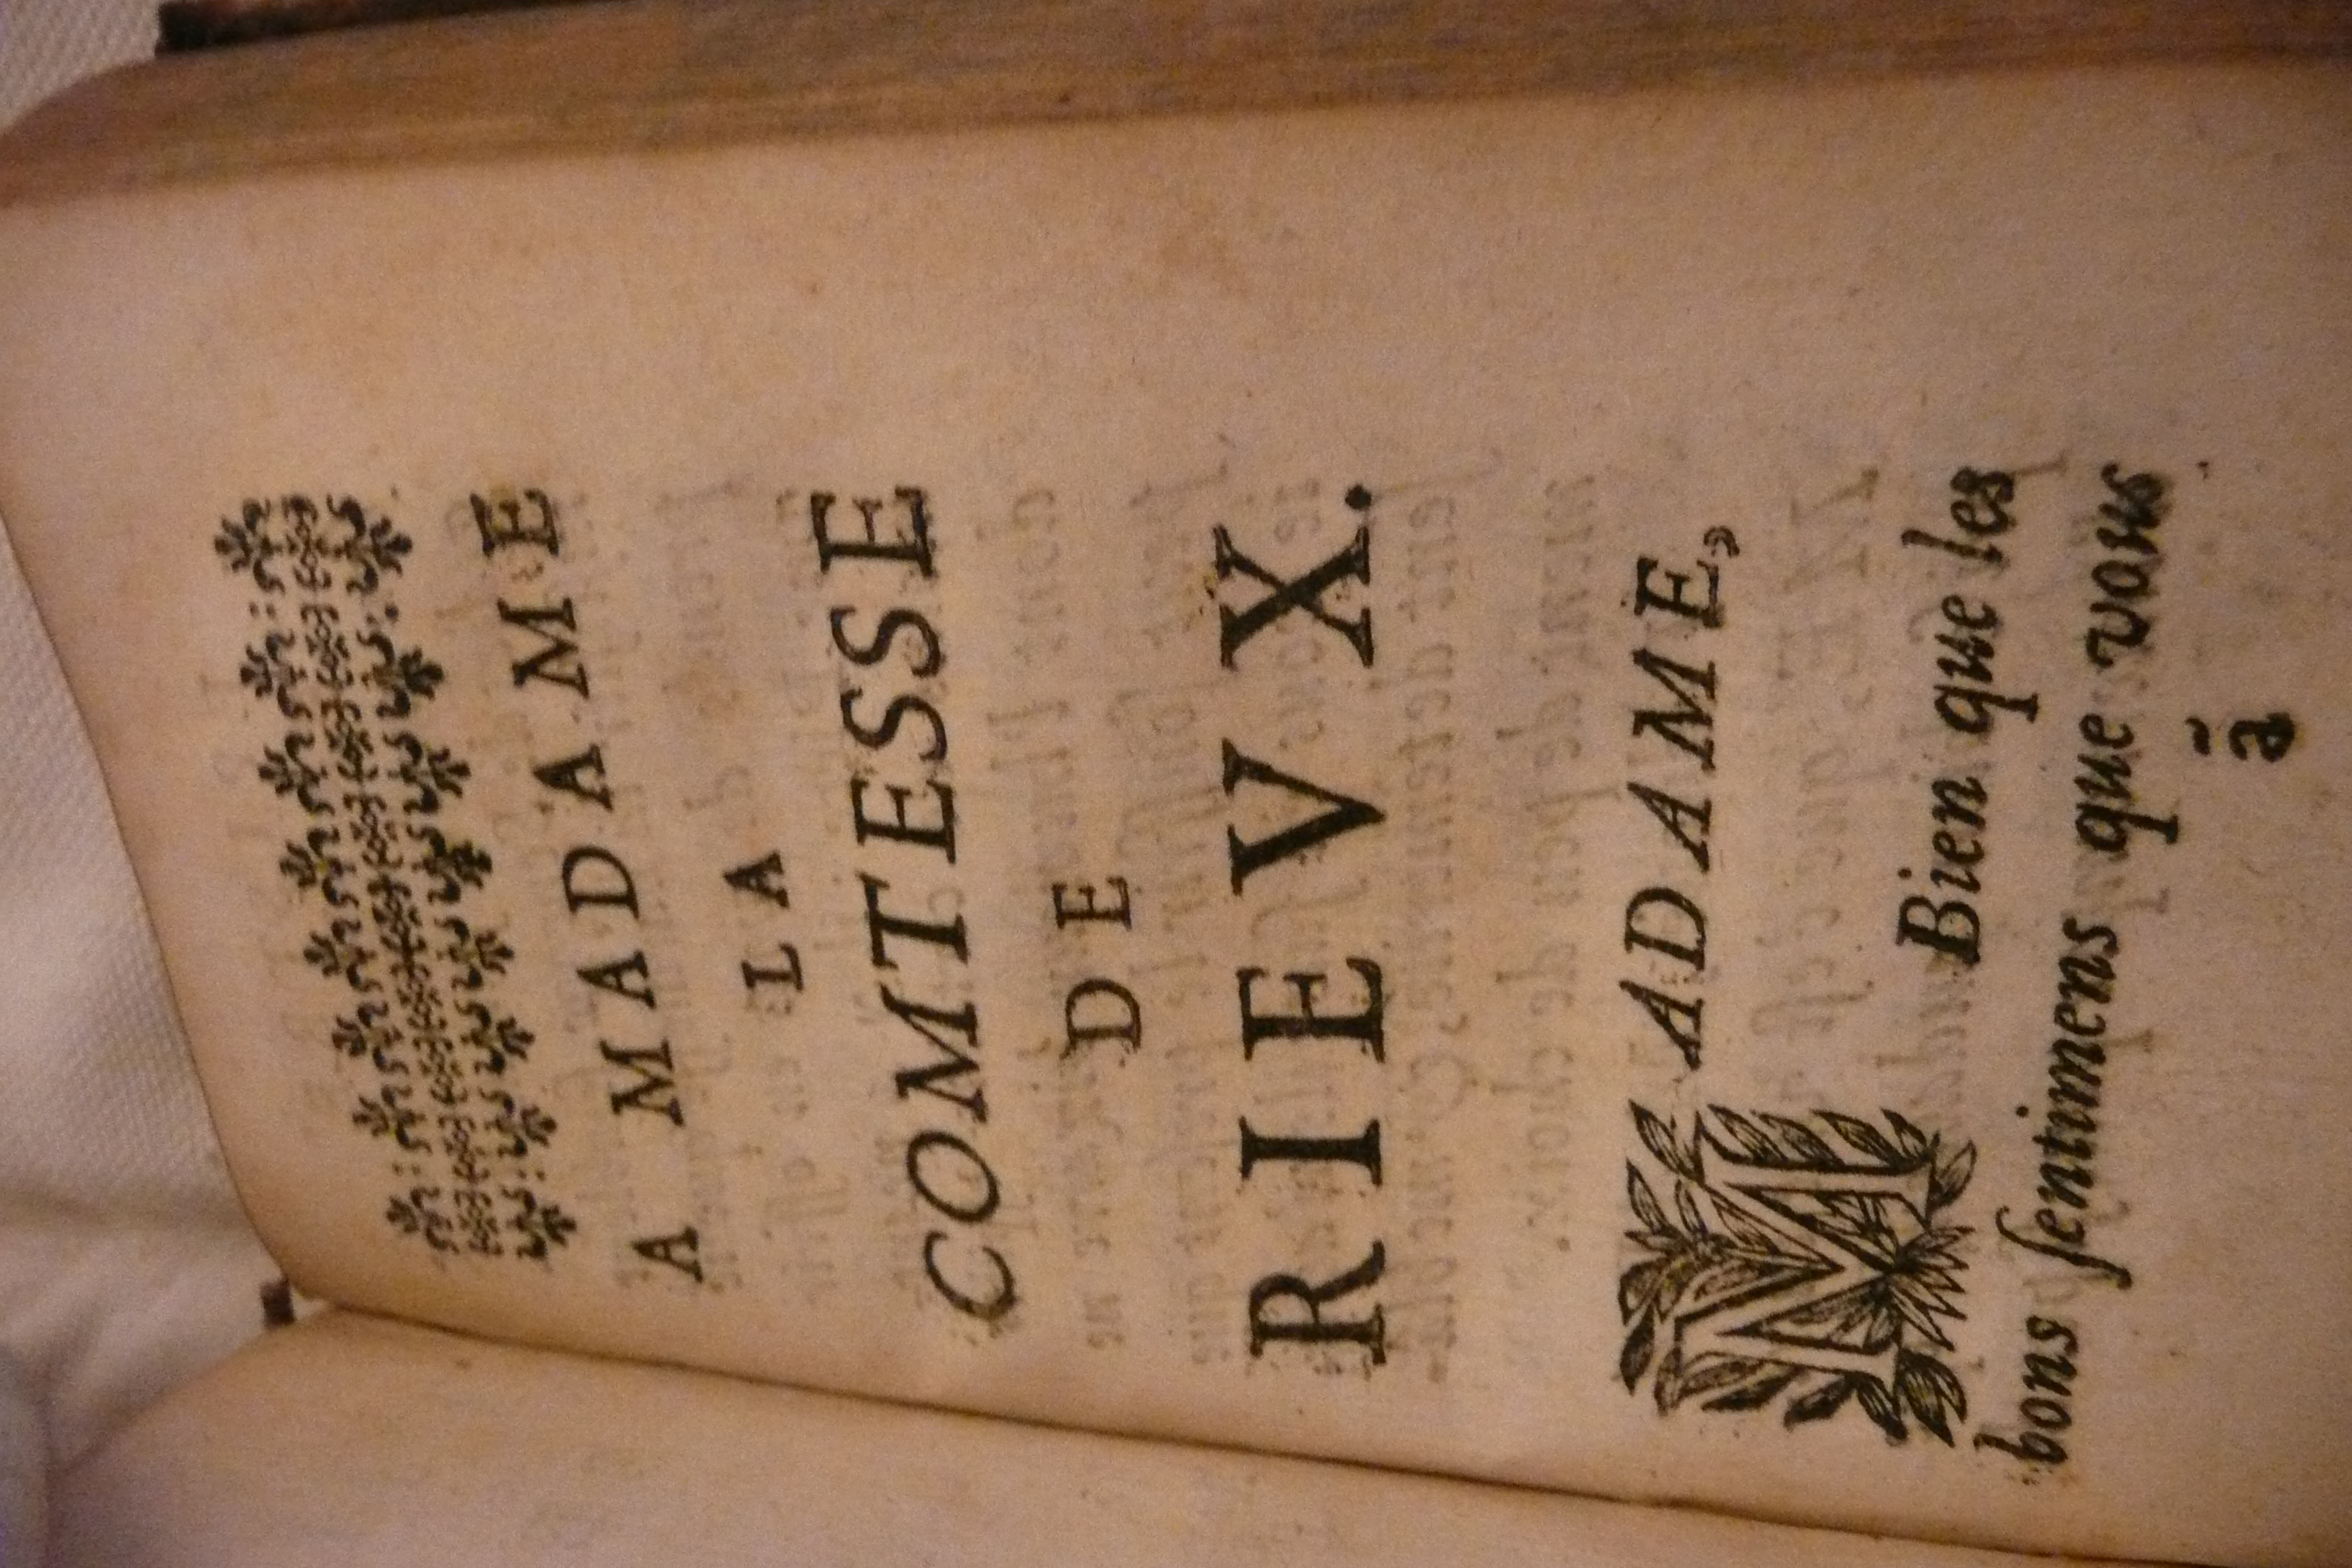 A MADAME
LA
COMTESSE
DE
RIEVX.
MADAME,
Bien que les
bons ſentimens que vous
ã